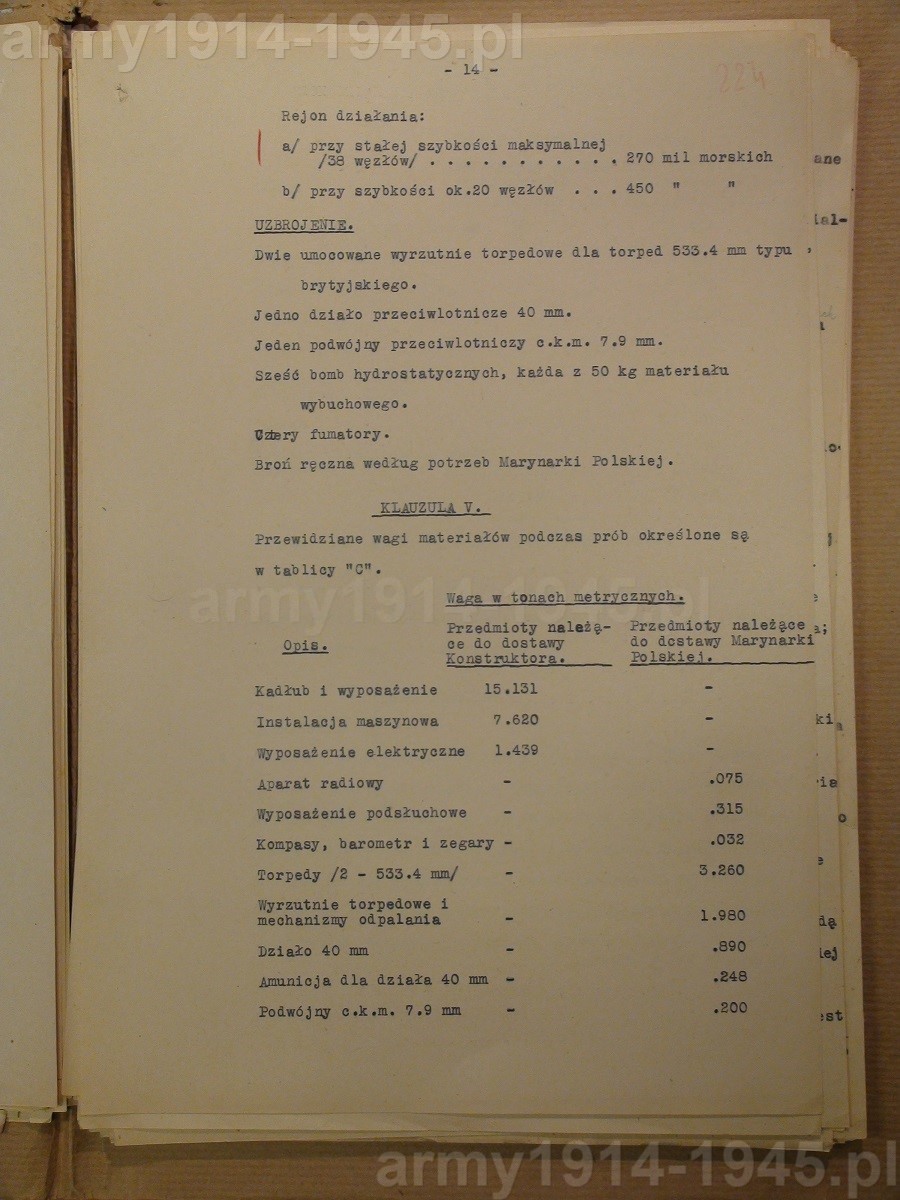 army1914-1945.pl
- 14 -
224
Rejon działania:
a/ przy stałej szybkości maksymalnej
/38 węzłów/ . . . . . . . . . . . . 270 mil morskich
b/ przy szybkości ok.20 węzłów . . . 450 " "
UZBROJENIE.
Dwie umocowane wyrzutnie torpedowe dla torped 533.4 mm typu
brytyjskiego.
Jedno działo przeciwlotnicze 40 mm.
Jeden podwójny przeciwlotniczy c.k.m. 7.9 mm.
Sześć bomb hydrostatycznych, każda z 50 kg materiału
wybuchowego.
Cztery fumatory.
Broń ręczna według potrzeb Marynarki Polskiej.
KLAUZULA V.
Przewidziane wagi materiałów podczas prób określone są
w tablicy "C".
army1914-1945.pl
Waga w tonach metrycznych.
Opis.
Przedmioty należą-
ce do dostawy
Konstruktora.
Przedmioty należące
do dostawy Marynarki
Polskiej.
Kadłub i wyposażenie 15.131 -
Instalacja maszynowa 7.620 -
Wyposażenie elektryczne 1.439 -
Aparat radiowy - .075
Wyposażenie podsłuchowe - .315
Kompasy, barometr i zegary - .032
Torpedy /2 - 533.4 mm/ - 3.260
Wyrzutnie torpedowe i
mechanizmy odpalania - 1.980
Działo 40 mm - .890
Amunicja dla działa 40 mm - .248
Podwójny c.k.m. 7.9 mm - .200
army1914-1945.pl